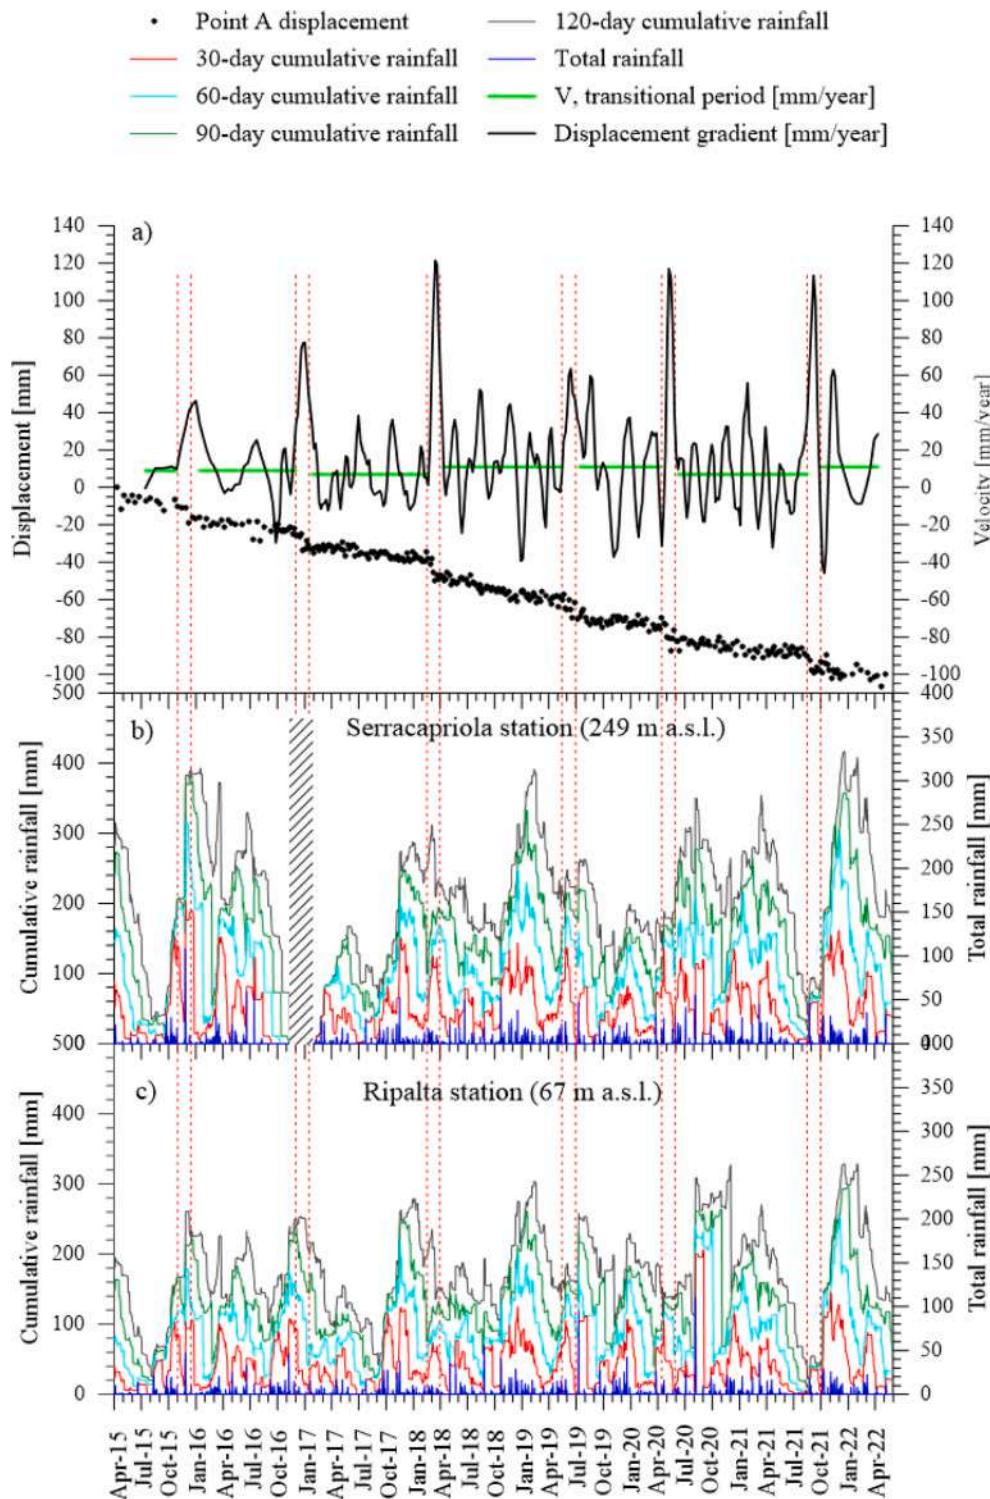 Point A displacement
30-day cumulative rainfall
60-day cumulative rainfall
90-day cumulative rainfall
120-day cumulative rainfall
Total rainfall
V, transitional period [mm/year]
Displacement gradient [mm/year]
a)
Displacement [mm]
140
120
100
80
60
40
20
0
-20
-40
-60
-80
-100
Velocity [mm/year]
140
120
100
80
60
40
20
0
-20
-40
-60
-80
-100
b)
Serracapriola station (249 m a.s.l.)
Cumulative rainfall [mm]
500
400
300
200
100
Total rainfall [mm]
400
350
300
250
200
150
100
50
c)
Ripalta station (67 m a.s.l.)
Cumulative rainfall [mm]
500
400
300
200
100
0
Total rainfall [mm]
350
300
250
200
150
100
50
0
Apr-15
Jul-15
Oct-15
Jan-16
Apr-16
Jul-16
Oct-16
Jan-17
Apr-17
Jul-17
Oct-17
Jan-18
Apr-18
Jul-18
Oct-18
Jan-19
Apr-19
Jul-19
Oct-19
Jan-20
Apr-20
Jul-20
Oct-20
Jan-21
Apr-21
Jul-21
Oct-21
Jan-22
Apr-22